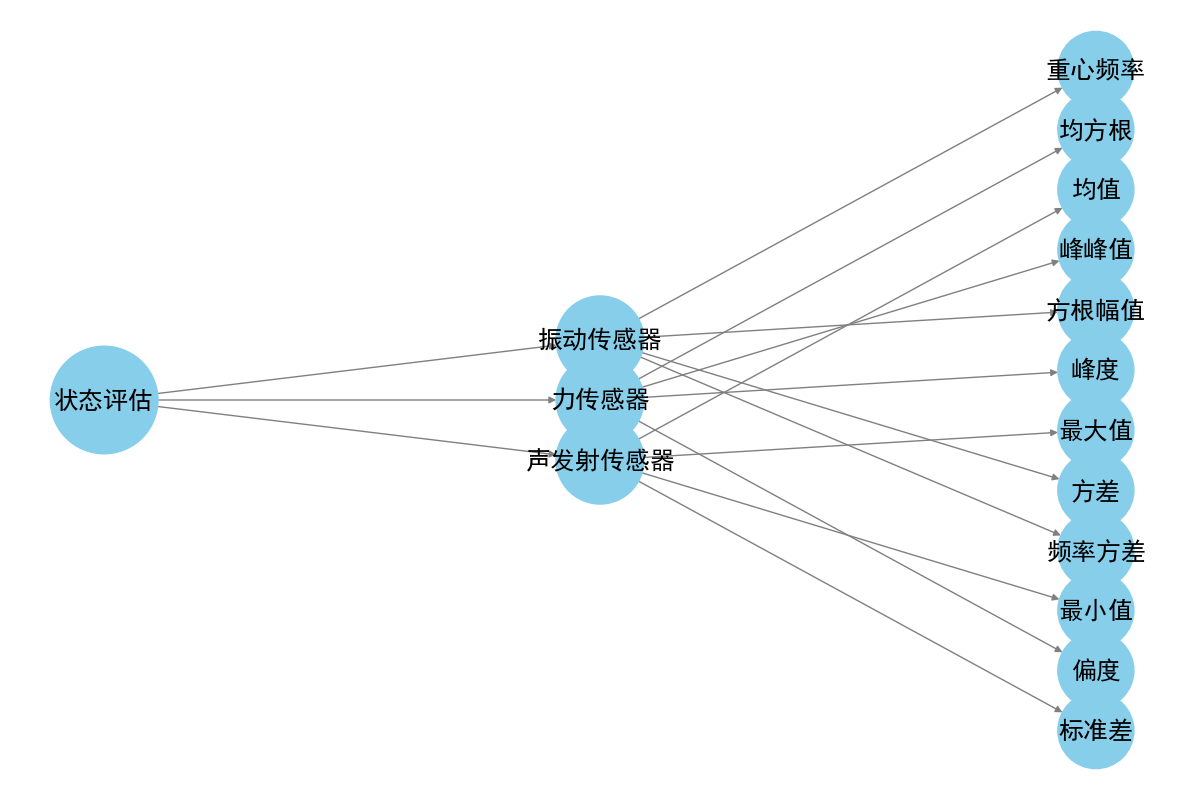 状态评估
振动传感器
力传感器
声发射传感器
重心频率
均方根
均值
峰峰值
方根幅值
峰度
最大值
方差
频率方差
最小值
偏度
标准差